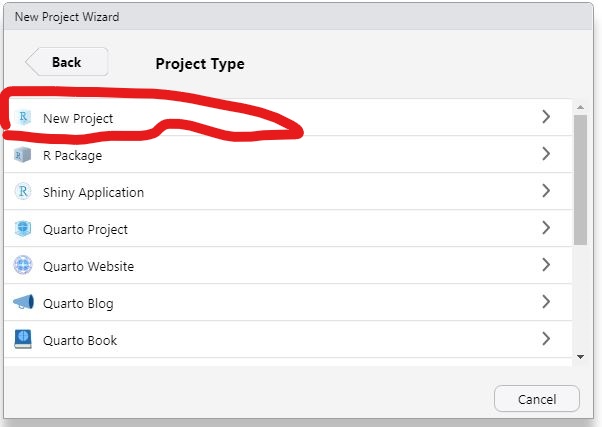 New Project Wizard
Back
Project Type
R New Project
R R Package
R Shiny Application
Quarto Project
Quarto Website
Quarto Blog
Quarto Book
Cancel